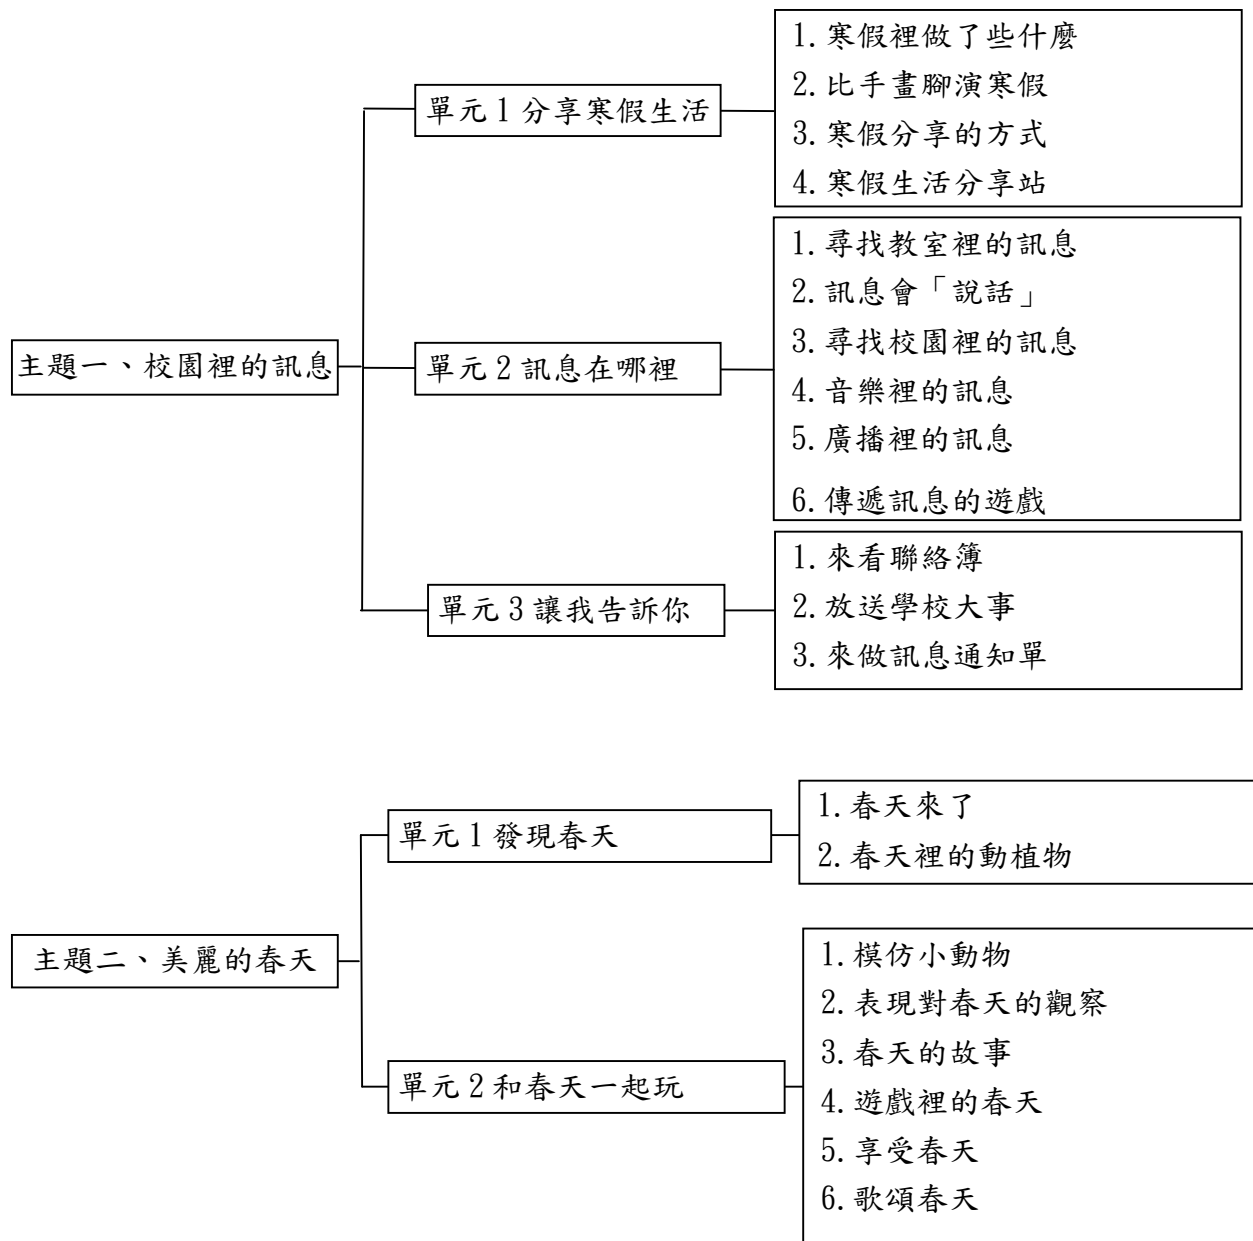 主題一、校園裡的訊息
單元1分享寒假生活
1.寒假裡做了些什麼
2.比手畫腳演寒假
3.寒假分享的方式
4.寒假生活分享站
單元2訊息在哪裡
1.尋找教室裡的訊息
2.訊息會「說話」
3.尋找校園裡的訊息
4.音樂裡的訊息
5.廣播裡的訊息
6.傳遞訊息的遊戲
單元3讓我告訴你
1.來看聯絡簿
2.放送學校大事
3.來做訊息通知單
主題二、美麗的春天
單元1發現春天
1.春天來了
2.春天裡的動植物
單元2和春天一起玩
1.模仿小動物
2.表現對春天的觀察
3.春天的故事
4.遊戲裡的春天
5.享受春天
6.歌頌春天